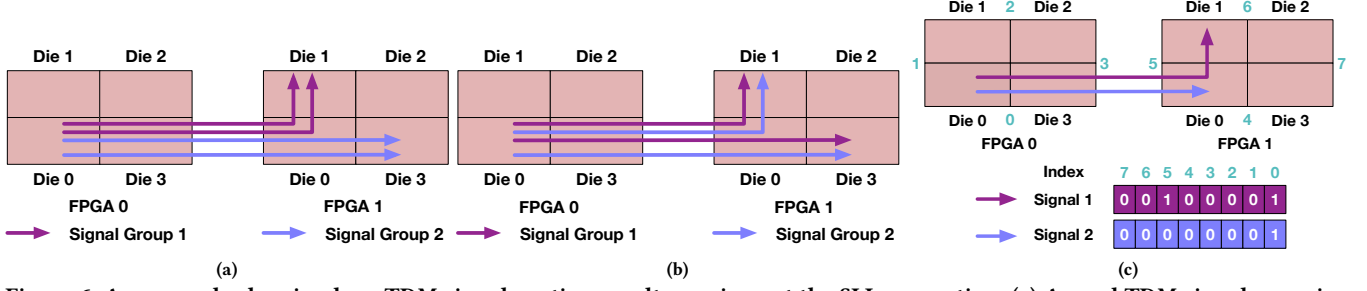 Die 1 Die 2
Die 0 Die 3
FPGA 0
Die 1 Die 2
Die 0 Die 3
FPGA 1
Signal Group 1 Signal Group 2
(a)
Die 1 Die 2
Die 0 Die 3
FPGA 0
Die 1 Die 2
Die 0 Die 3
FPGA 1
Signal Group 1 Signal Group 2
(b)
Die 1 2 Die 2
1 3
Die 0 0 Die 3
FPGA 0
Die 1 6 Die 2
5 7
Die 0 4 Die 3
FPGA 1
Index 7 6 5 4 3 2 1 0
Signal 1 0 0 1 0 0 0 0 1
Signal 2 0 0 0 0 0 0 0 1
(c)